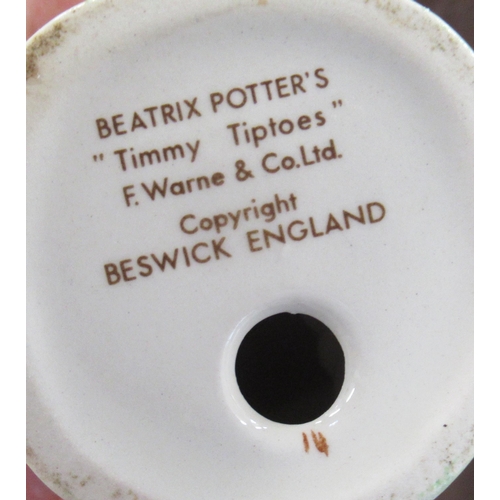 BEATRIX POTTER'S
"Timmy Tiptoes"
F. Warne & Co. Ltd.
Copyright
BESWICK ENGLAND